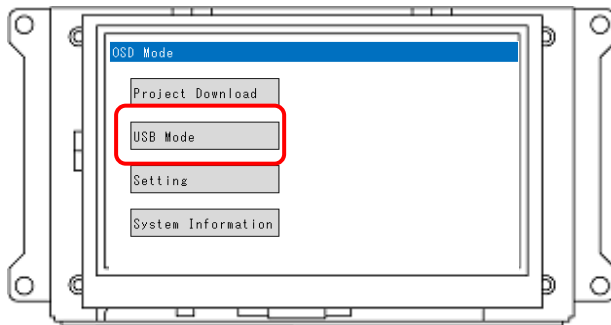 OSD Mode
Project Download
USB Mode
Setting
System Information